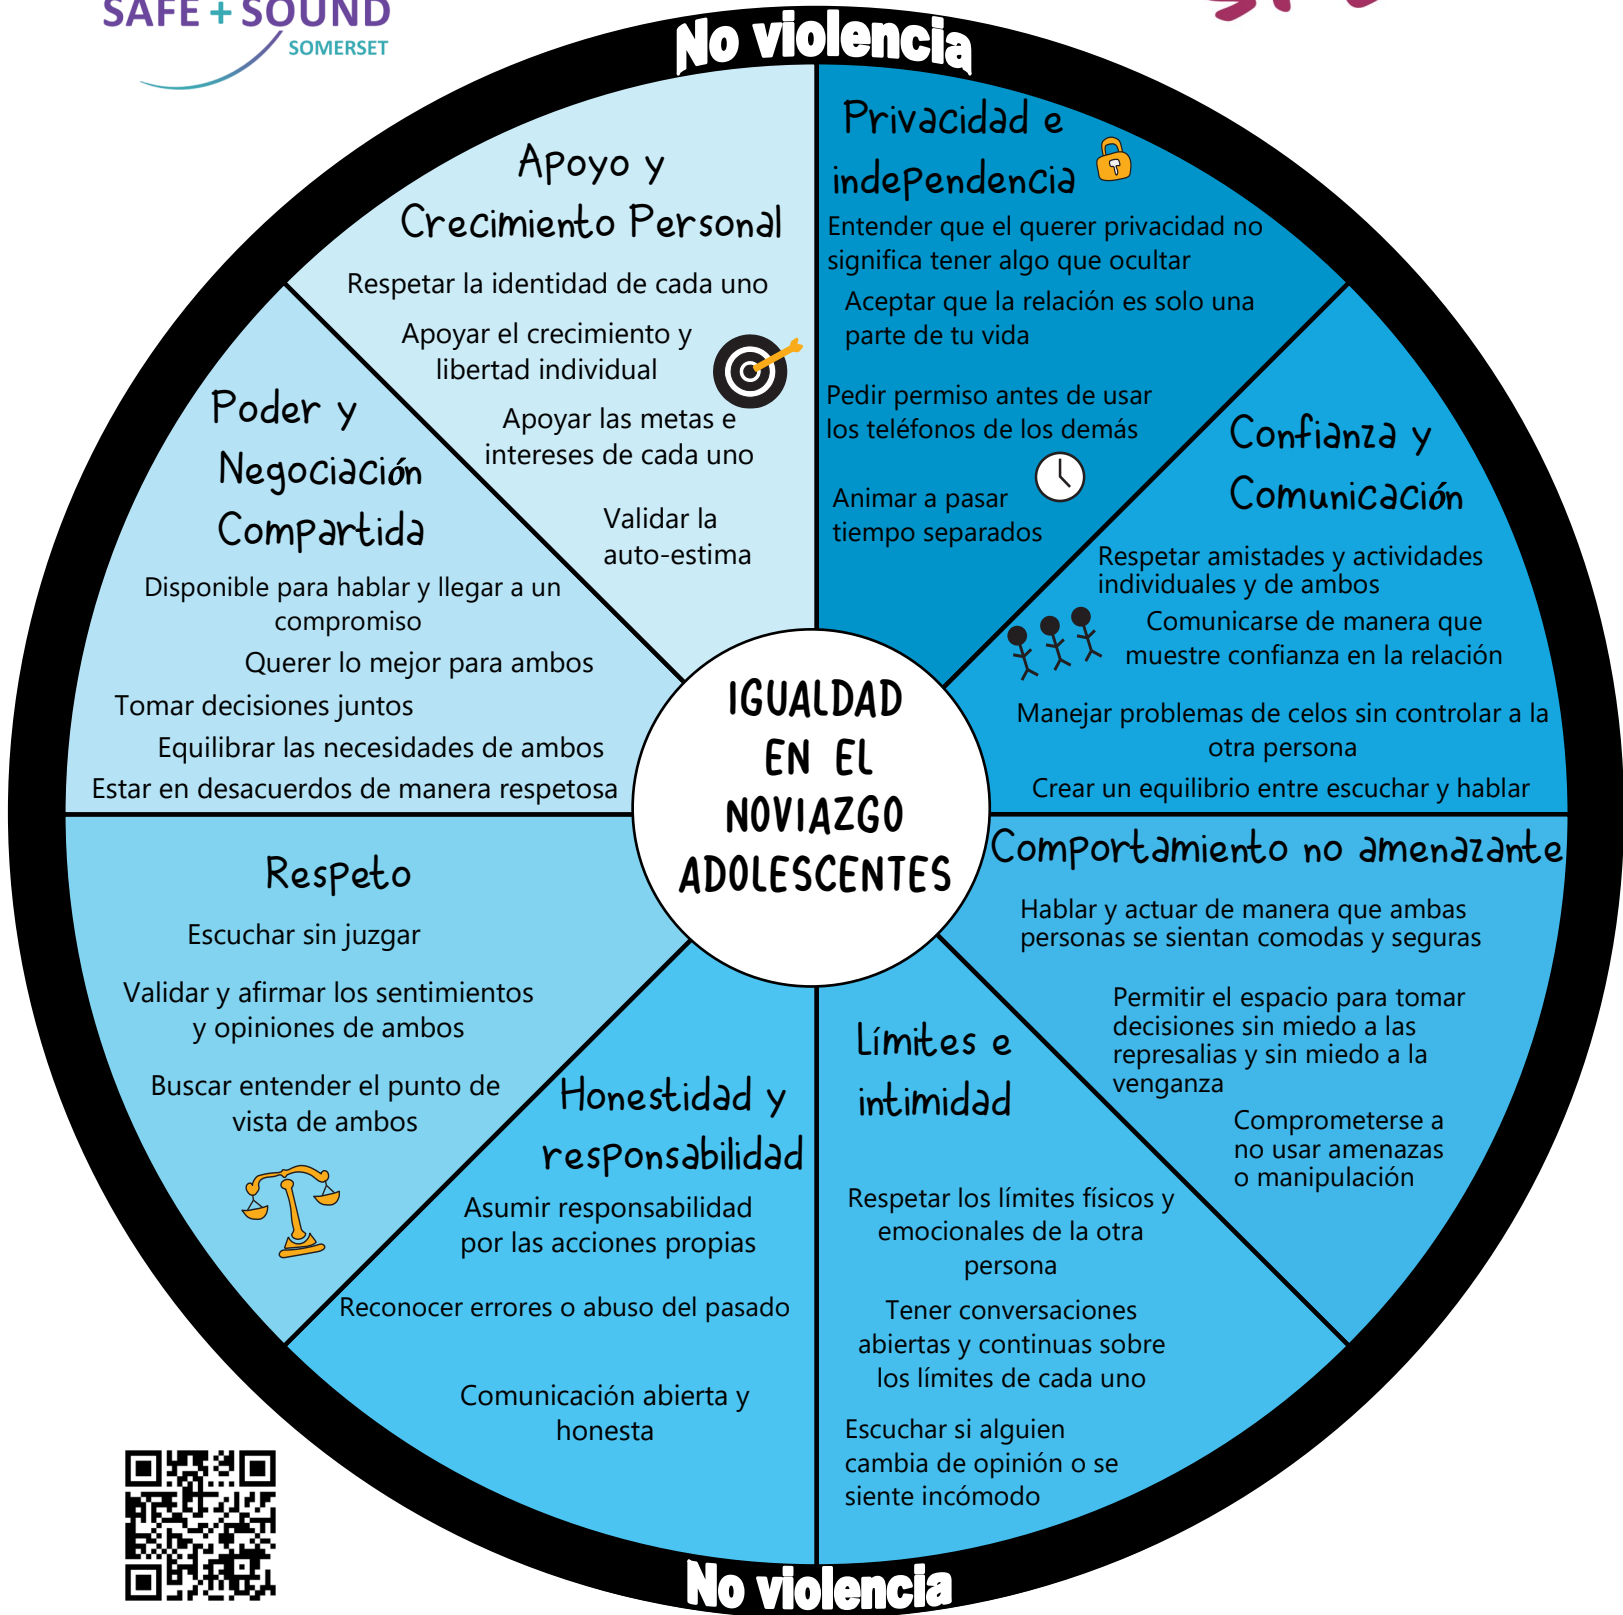 SAFE + SOUND
SOMERSET
No violencia
Apoyo y
Crecimiento Personal
Respetar la identidad de cada uno
Apoyar el crecimiento y
libertad individual
Apoyar las metas e
intereses de cada uno
Validar la
auto-estima
Privacidad e
independencia
Entender que el querer privacidad no
significa tener algo que ocultar
Aceptar que la relación es solo una
parte de tu vida
Pedir permiso antes de usar
los teléfonos de los demás
Animar a pasar
tiempo separados
Confianza y
Comunicación
Respetar amistades y actividades
individuales y de ambos
Comunicarse de manera que
muestre confianza en la relación
Manejar problemas de celos sin controlar a la
otra persona
Crear un equilibrio entre escuchar y hablar
Poder y
Negociación
Compartida
Disponible para hablar y llegar a un
compromiso
Querer lo mejor para ambos
Tomar decisiones juntos
Equilibrar las necesidades de ambos
Estar en desacuerdos de manera respetosa
IGUALDAD
EN EL
NOVIAZGO
ADOLESCENTES
Comportamiento no amenazante
Hablar y actuar de manera que ambas
personas se sientan comodas y seguras
Permitir el espacio para tomar
decisiones sin miedo a las
represalias y sin miedo a la
venganza
Comprometerse a
no usar amenazas
o manipulación
Respeto
Escuchar sin juzgar
Validar y afirmar los sentimientos
y opiniones de ambos
Buscar entender el punto de
vista de ambos
Honestidad y
responsabilidad
Asumir responsabilidad
por las acciones propias
Reconocer errores o abuso del pasado
Comunicación abierta y
honesta
Límites e
intimidad
Respetar los límites físicos y
emocionales de la otra
persona
Tener conversaciones
abiertas y continuas sobre
los límites de cada uno
Escuchar si alguien
cambia de opinión o se
siente incómodo
No violencia